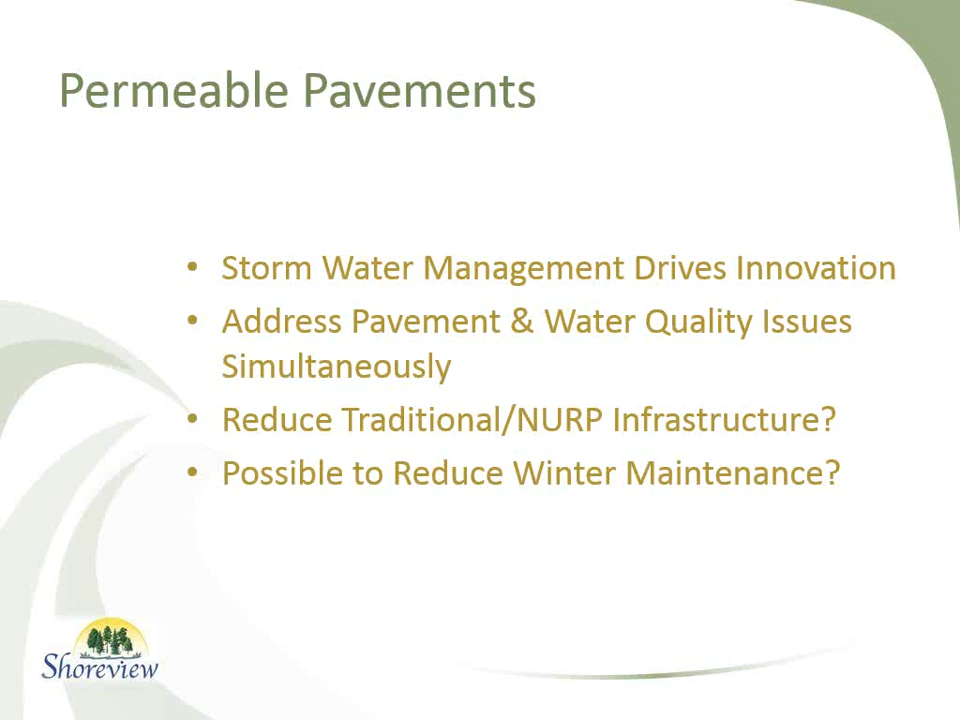 Permeable Pavements
• Storm Water Management Drives Innovation
• Address Pavement & Water Quality Issues
Simultaneously
• Reduce Traditional/NURP Infrastructure?
• Possible to Reduce Winter Maintenance?
Shoreview